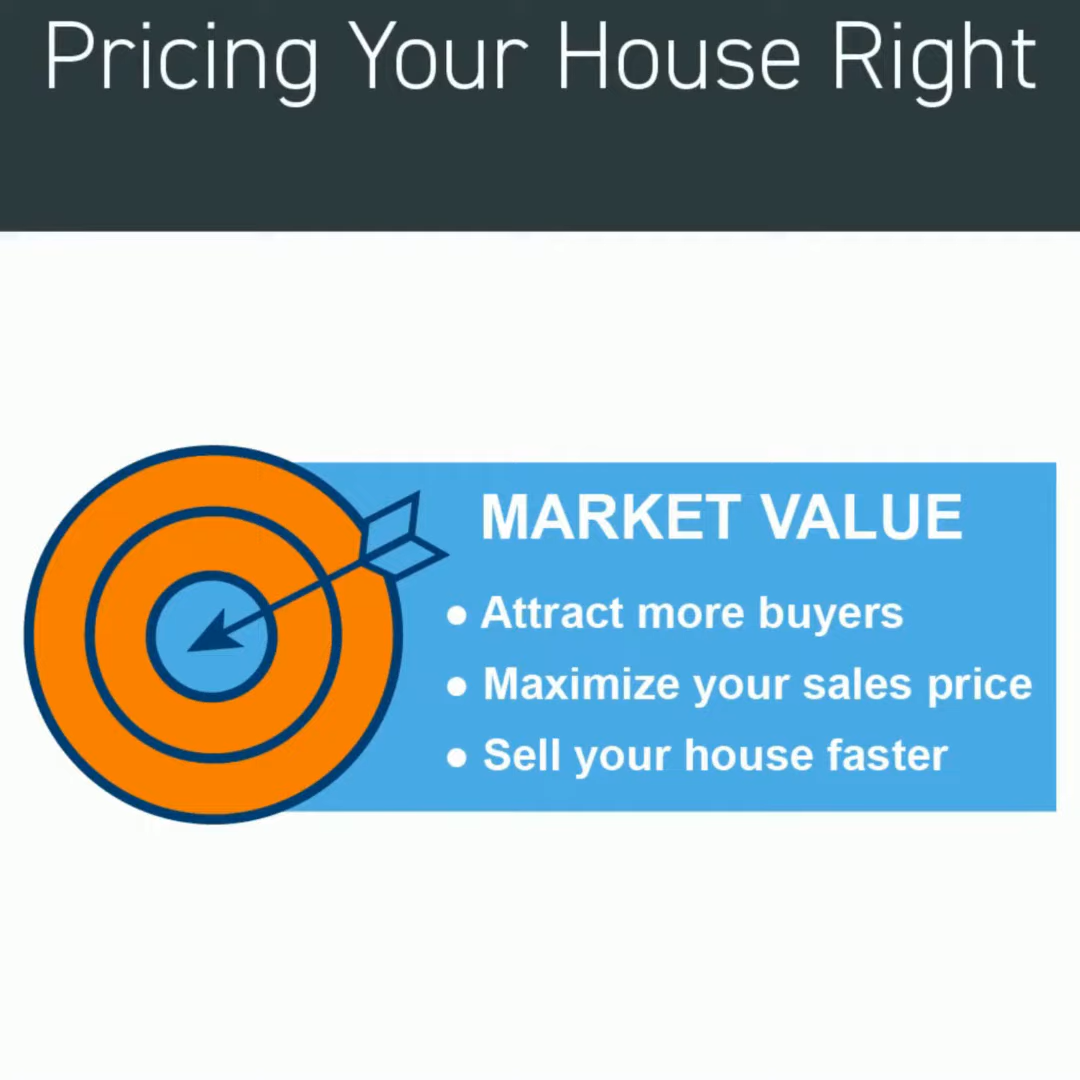 Pricing Your House Right
MARKET VALUE
• Attract more buyers
• Maximize your sales price
• Sell your house faster